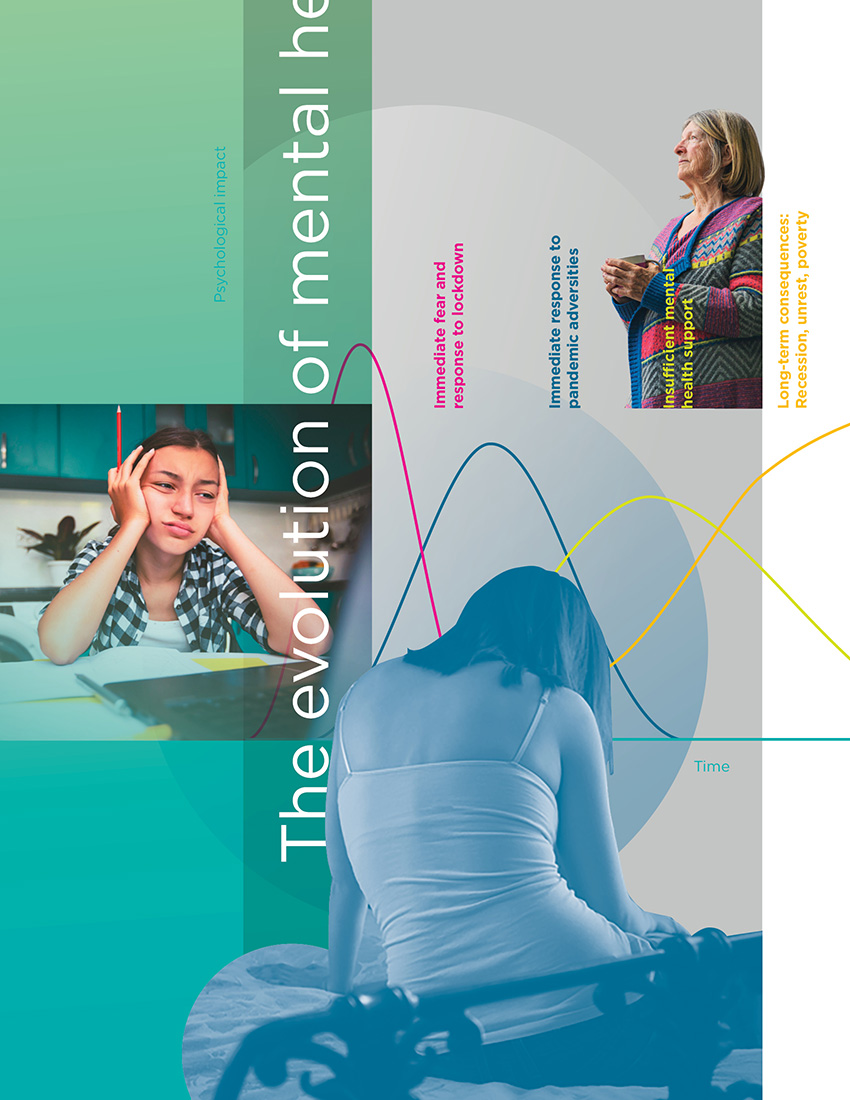 The evolution of mental he
Psychological impact
Immediate fear and
response to lockdown
Immediate response to
pandemic adversities
Insufficient mental
health support
Long-term consequences:
Recession, unrest, poverty
Time